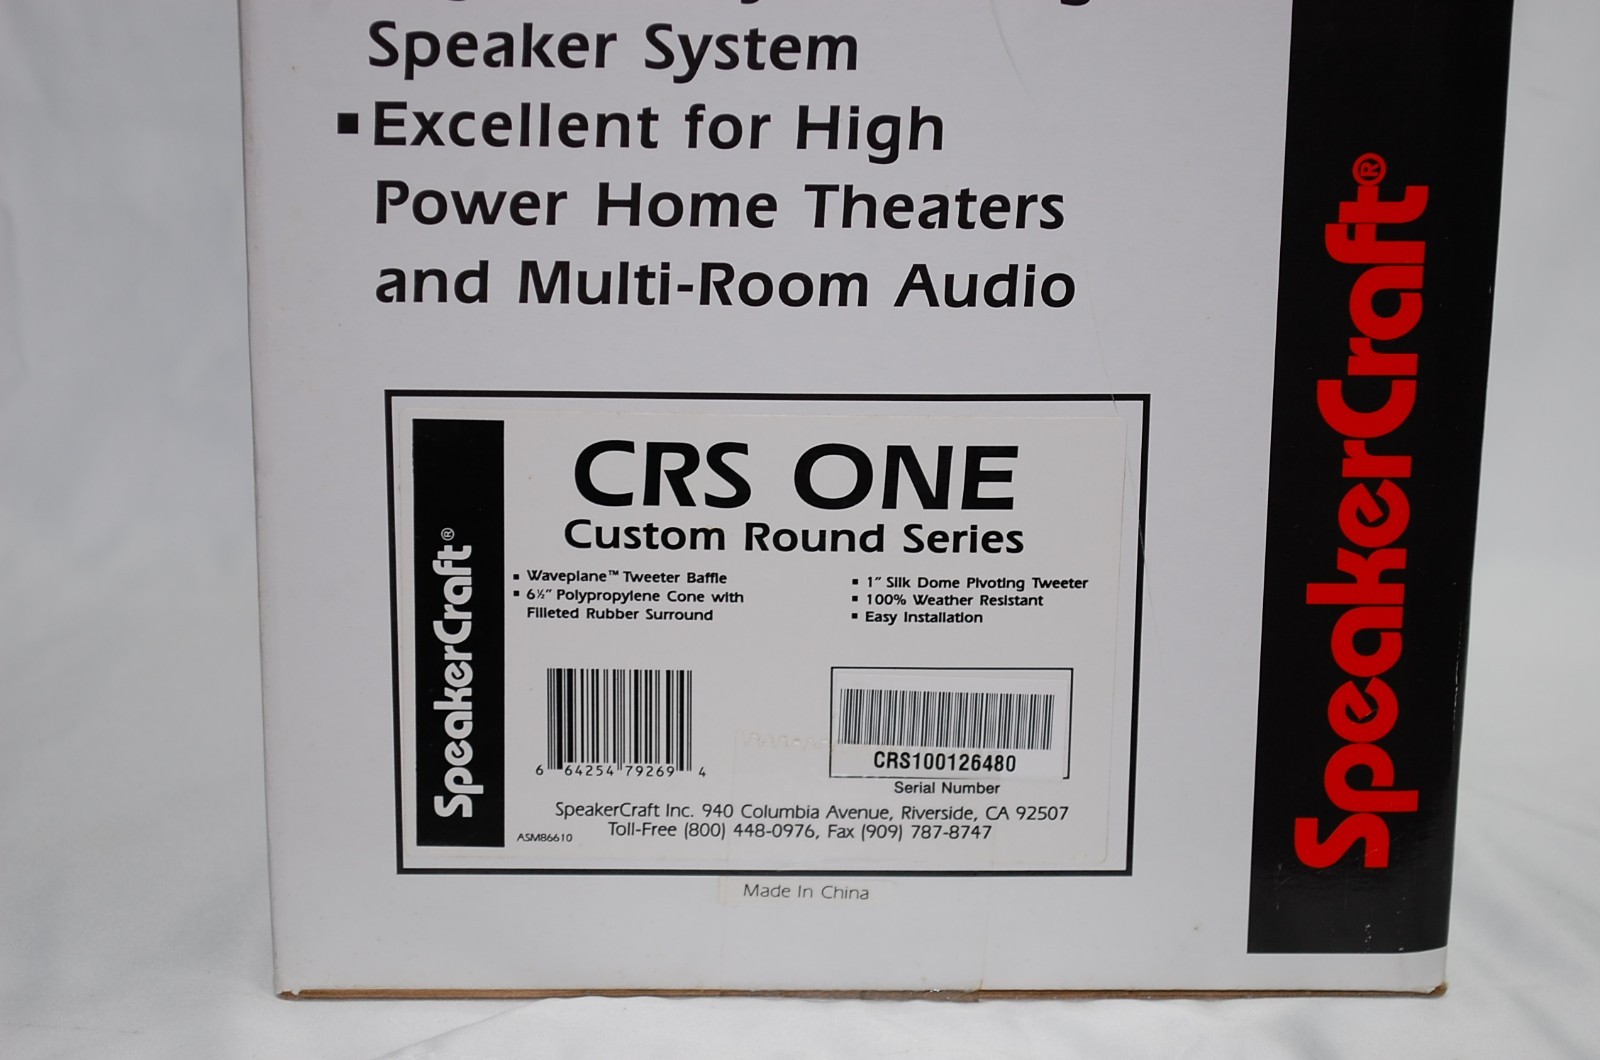 Speaker System
▪ Excellent for High
Power Home Theaters
and Multi-Room Audio
SpeakerCraft®
SpeakerCraft®
CRS ONE
Custom Round Series
▪ Waveplane™ Tweeter Baffle
▪ 6½" Polypropylene Cone with
Filleted Rubber Surround
▪ 1" Silk Dome Pivoting Tweeter
▪ 100% Weather Resistant
▪ Easy Installation
6 64254 79269 4
CRS100126480
Serial Number
SpeakerCraft Inc. 940 Columbia Avenue, Riverside, CA 92507
Toll-Free (800) 448-0976, Fax (909) 787-8747
ASM86610
Made In China